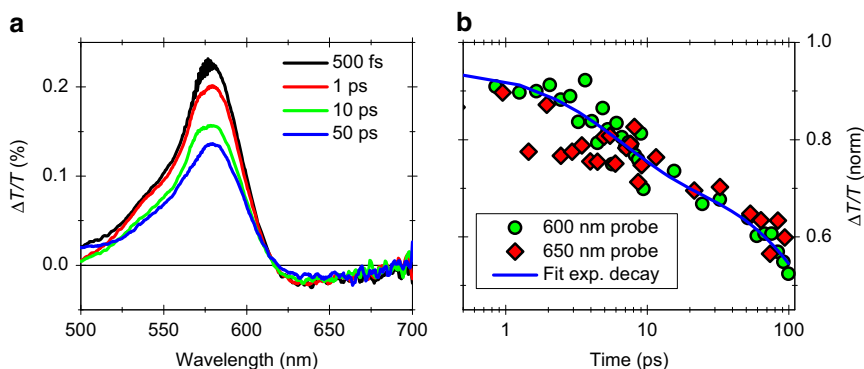 a
ΔT/T (%)
0.2
0.1
0.0
500 550 600 650 700
Wavelength (nm)
500 fs
1 ps
10 ps
50 ps
b
1.0
0.8
0.6
ΔT/T (norm)
600 nm probe
650 nm probe
Fit exp. decay
1 10 100
Time (ps)